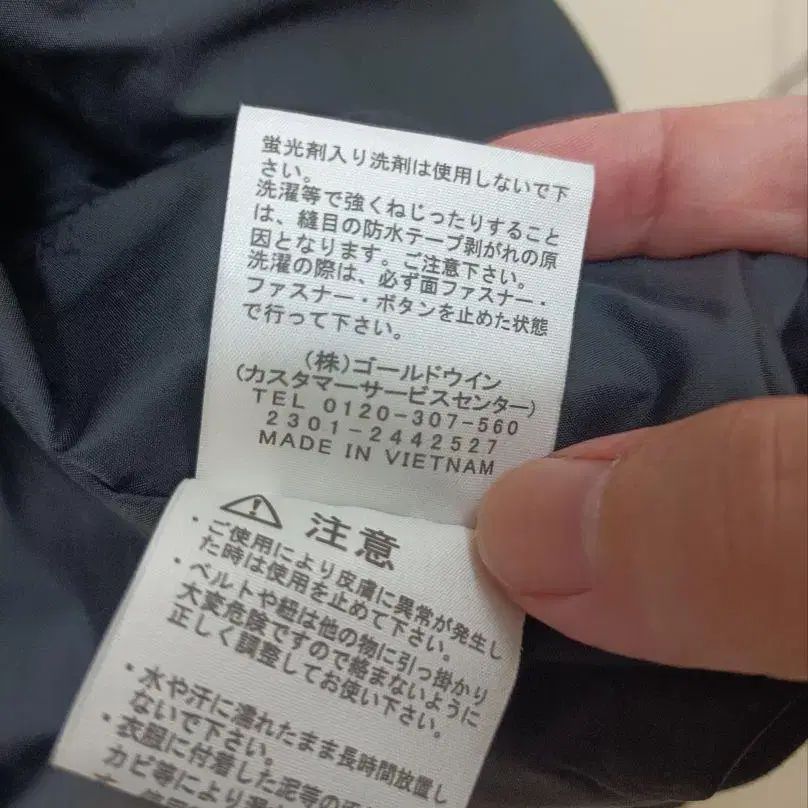 蛍光剤入り洗剤は使用しないで下
さい。
洗濯等で強くねじったりすること
は、縫目の防水テープ剥がれの原
因となります。ご注意下さい。
洗濯の際は、必ず面ファスナー・
ファスナー・ボタンを止めた状態
で行って下さい。
(株)ゴールドウイン
(カスタマーサービスセンター)
TEL 0120-307-560
2301-2442527
MADE IN VIETNAM
注意
・ご使用により皮膚に異常が発生し
た時は使用を止めて下さい。
・ベルトや紐は他の物に引っ掛かり
大変危険ですので絡まないように
正しく調整してお使い下さい。
・水や汗に濡れたまま長時間放置し
ないで下さい。
・衣服に付着した泥等の
カビ等により